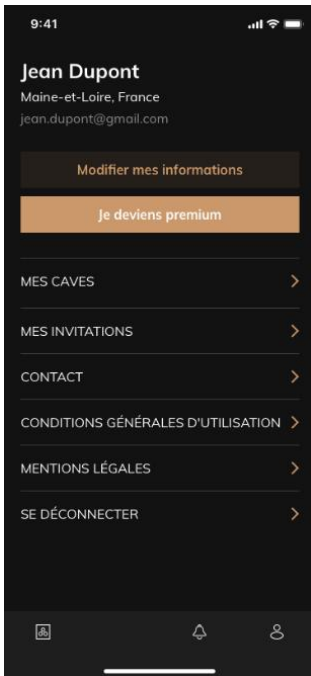 9:41
Jean Dupont
Maine-et-Loire, France
jean.dupont@gmail.com
Modifier mes informations
Je deviens premium
MES CAVES
MES INVITATIONS
CONTACT
CONDITIONS GÉNÉRALES D'UTILISATION
MENTIONS LÉGALES
SE DÉCONNECTER